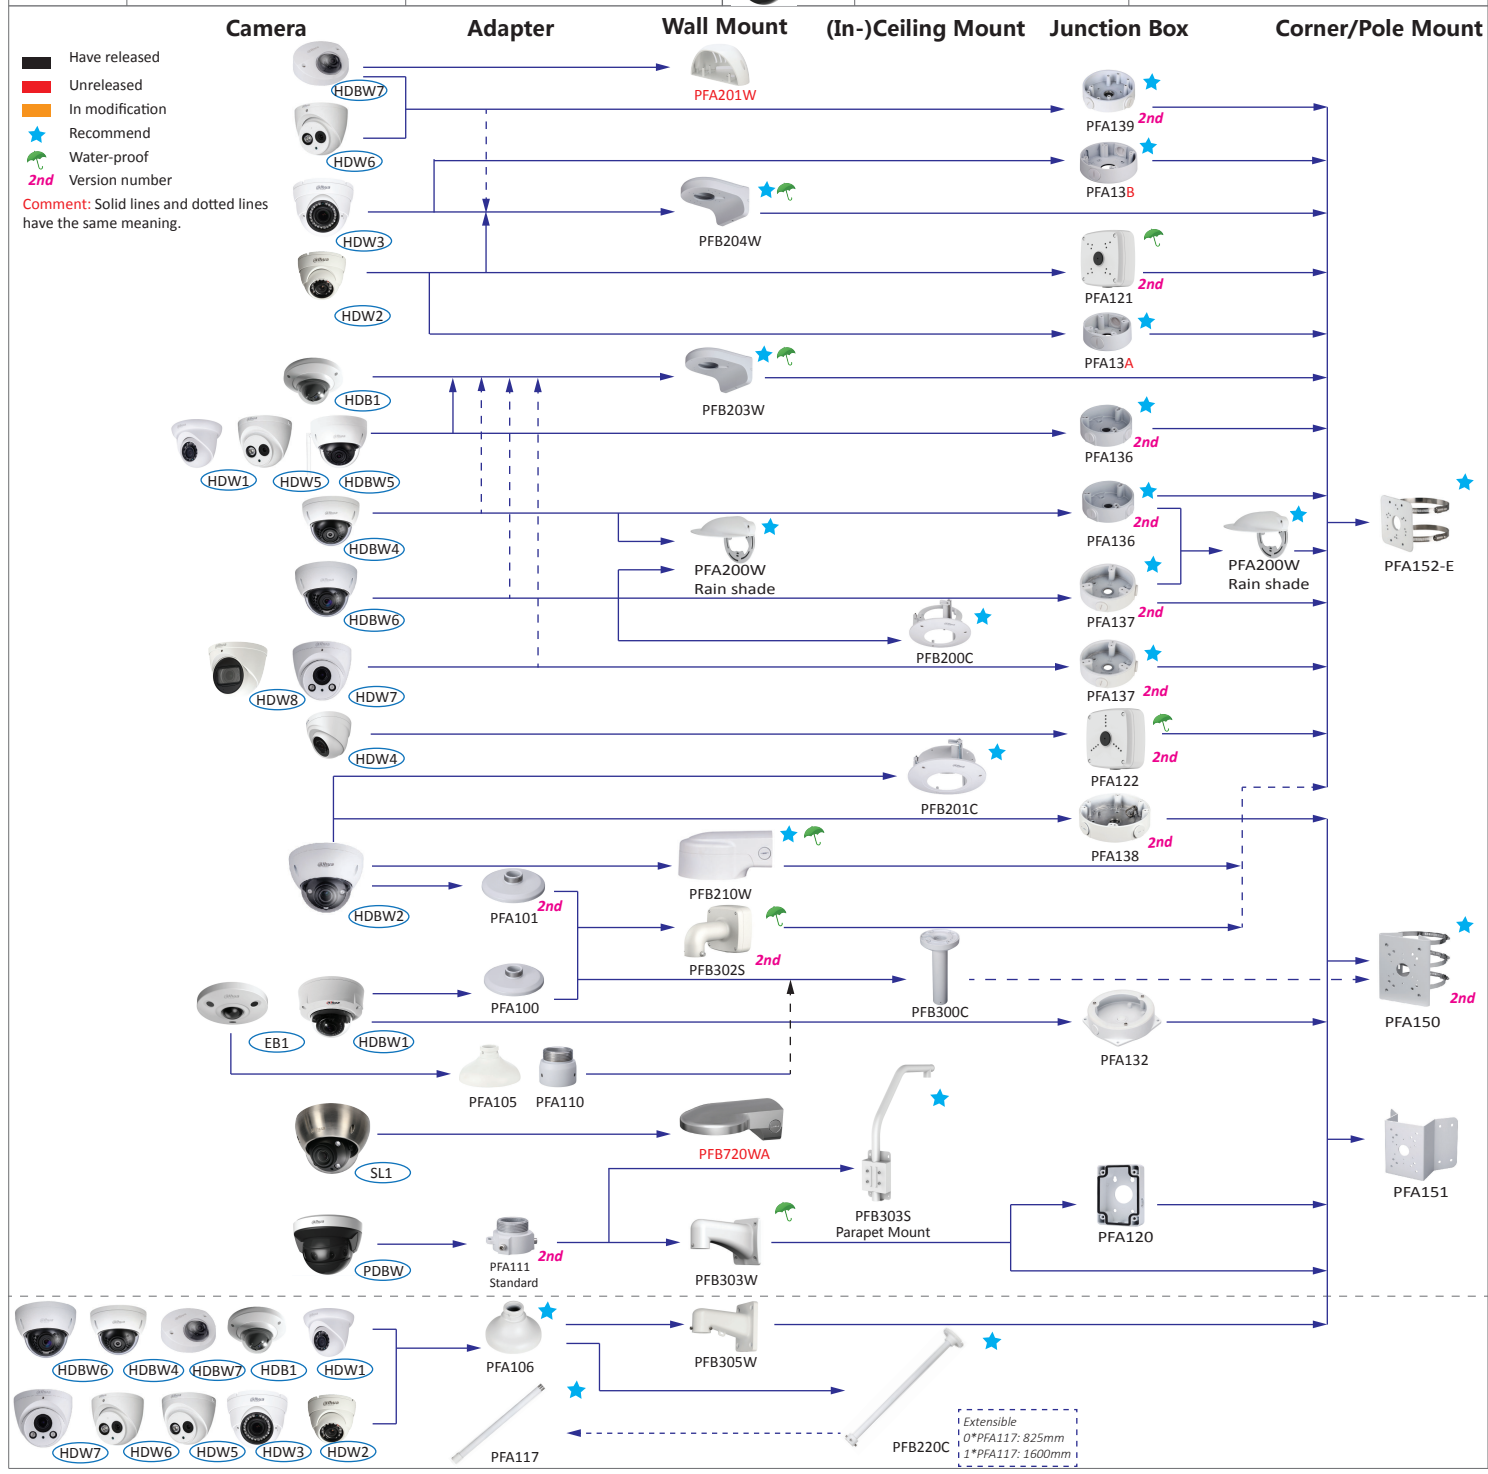 Camera
Adapter
Wall Mount
(In-)Ceiling Mount
Junction Box
Corner/Pole Mount
Have released
Unreleased
In modification
Recommend
Water-proof
2nd Version number
Comment: Solid lines and dotted lines
have the same meaning.
HDBW7
PFA201W
HDW6
PFA139
2nd
PFA13B
HDW3
PFB204W
HDW2
PFA121
2nd
PFA13A
HDB1
PFB203W
HDW1
HDW5
HDBW5
PFA136
2nd
HDBW4
PFA200W
Rain shade
PFA136
2nd
PFA200W
Rain shade
PFA152-E
HDBW6
PFB200C
PFA137
2nd
HDW8
HDW7
PFA137
2nd
HDW4
PFA122
2nd
PFB201C
PFA138
2nd
HDBW2
PFB210W
PFA101
2nd
PFB302S
2nd
PFA100
PFB300C
PFA150
2nd
EB1
HDBW1
PFA132
PFA105
PFA110
SL1
PFB720WA
PFB303S
Parapet Mount
PFA151
PDBW
PFA111
Standard
2nd
PFB303W
PFA120
HDBW6
HDBW4
HDBW7
HDB1
HDW1
PFA106
PFB305W
HDW7
HDW6
HDW5
HDW3
HDW2
PFA117
PFB220C
Extensible
0*PFA117: 825mm
1*PFA117: 1600mm